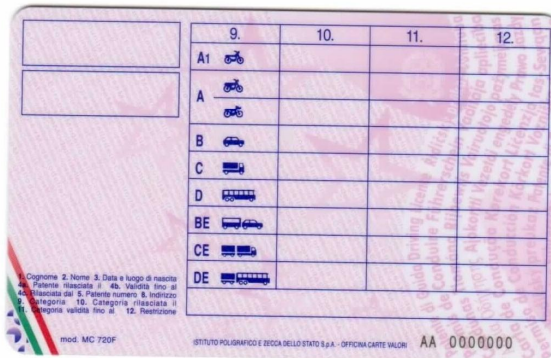 9. 10. 11. 12.
A1
A
B
C
D
BE
CE
DE
1. Cognome 2. Nome 3. Data e luogo di nascita
4a. Patente rilasciata il 4b. Validità fino al
4c. Rilasciata dal 5. Patente numero 8. Indirizzo
9. Categoria 10. Categoria rilasciata il
11. Categoria validità fino al 12. Restrizione
mod. MC 720F
ISTITUTO POLIGRAFICO E ZECCA DELLO STATO S.p.A. - OFFICINA CARTE VALORI AA 0000000